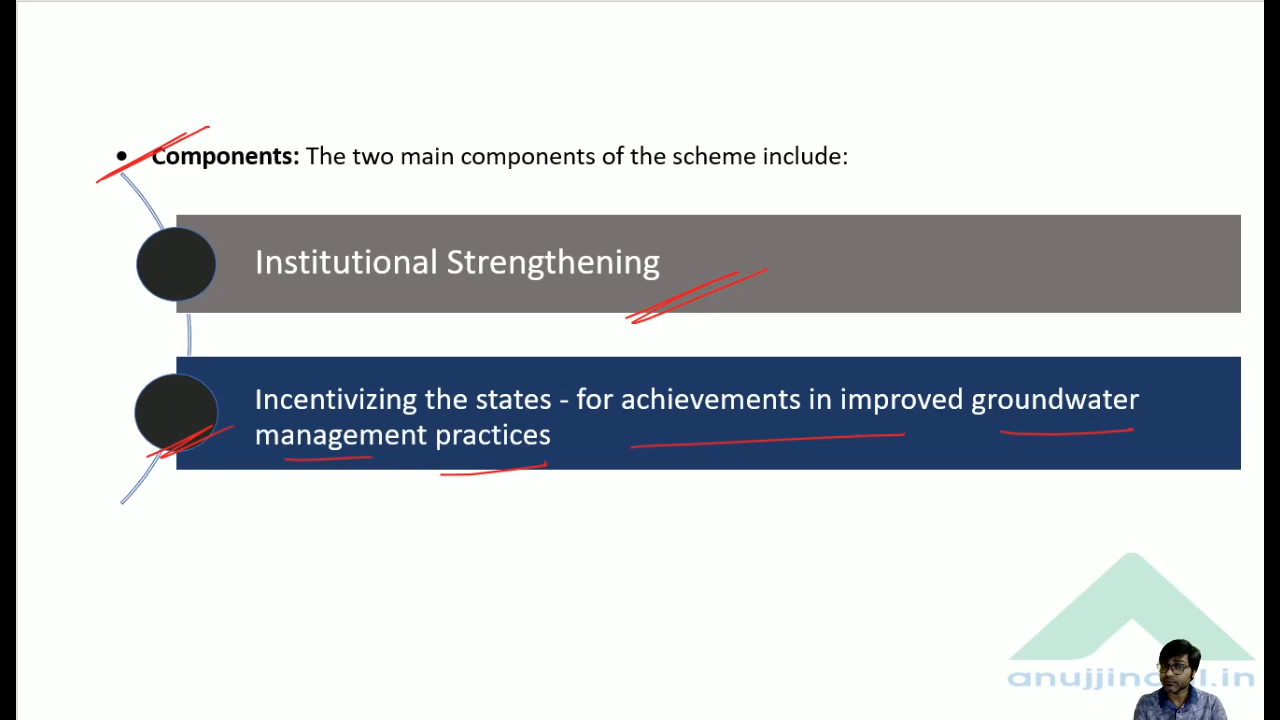 • Components: The two main components of the scheme include:
Institutional Strengthening
Incentivizing the states - for achievements in improved groundwater
management practices